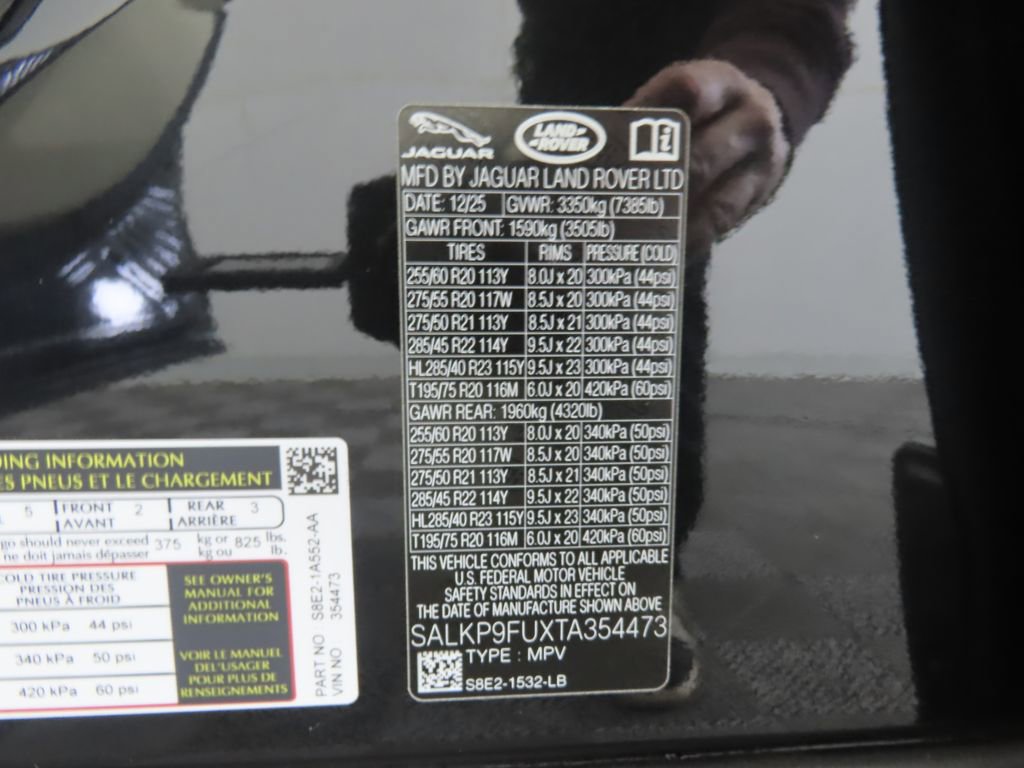 JAGUAR
LAND ROVER
MFD BY JAGUAR LAND ROVER LTD
DATE: 12/25 GVWR: 3350kg (7385lb)
GAWR FRONT: 1590kg (3505lb)
TIRES RIMS PRESSURE (COLD)
255/60 R20 113Y 8.0J x 20 300kPa (44psi)
275/55 R20 117W 8.5J x 20 300kPa (44psi)
275/50 R21 113Y 8.5J x 21 300kPa (44psi)
285/45 R22 114Y 9.5J x 22 300kPa (44psi)
HL285/40 R23 115Y 9.5J x 23 300kPa (44psi)
T195/75 R20 116M 6.0J x 20 420kPa (60psi)
GAWR REAR: 1960kg (4320lb)
255/60 R20 113Y 8.0J x 20 340kPa (50psi)
275/55 R20 117W 8.5J x 20 340kPa (50psi)
275/50 R21 113Y 8.5J x 21 340kPa (50psi)
285/45 R22 114Y 9.5J x 22 340kPa (50psi)
HL285/40 R23 115Y 9.5J x 23 340kPa (50psi)
T195/75 R20 116M 6.0J x 20 420kPa (60psi)
THIS VEHICLE CONFORMS TO ALL APPLICABLE
U.S. FEDERAL MOTOR VEHICLE
SAFETY STANDARDS IN EFFECT ON
THE DATE OF MANUFACTURE SHOWN ABOVE
SALKP9FUXTA354473
TYPE : MPV
S8E2-1532-LB
DING INFORMATION
ES PNEUS ET LE CHARGEMENT
5 FRONT 2 REAR 3
AVANT ARRIÈRE
go should never exceed 375 kg or 825 lbs.
ne doit jamais dépasser kg ou lb.
COLD TIRE PRESSURE
PRESSION DES
PNEUS À FROID
300 kPa 44 psi
340 kPa 50 psi
420 kPa 60 psi
SEE OWNER'S
MANUAL FOR
ADDITIONAL
INFORMATION
VOIR LE MANUEL
DEL'USAGER
POUR PLUS DE
RENSEIGNEMENTS
PART NO S8E2-1A552-AA
VIN NO 354473